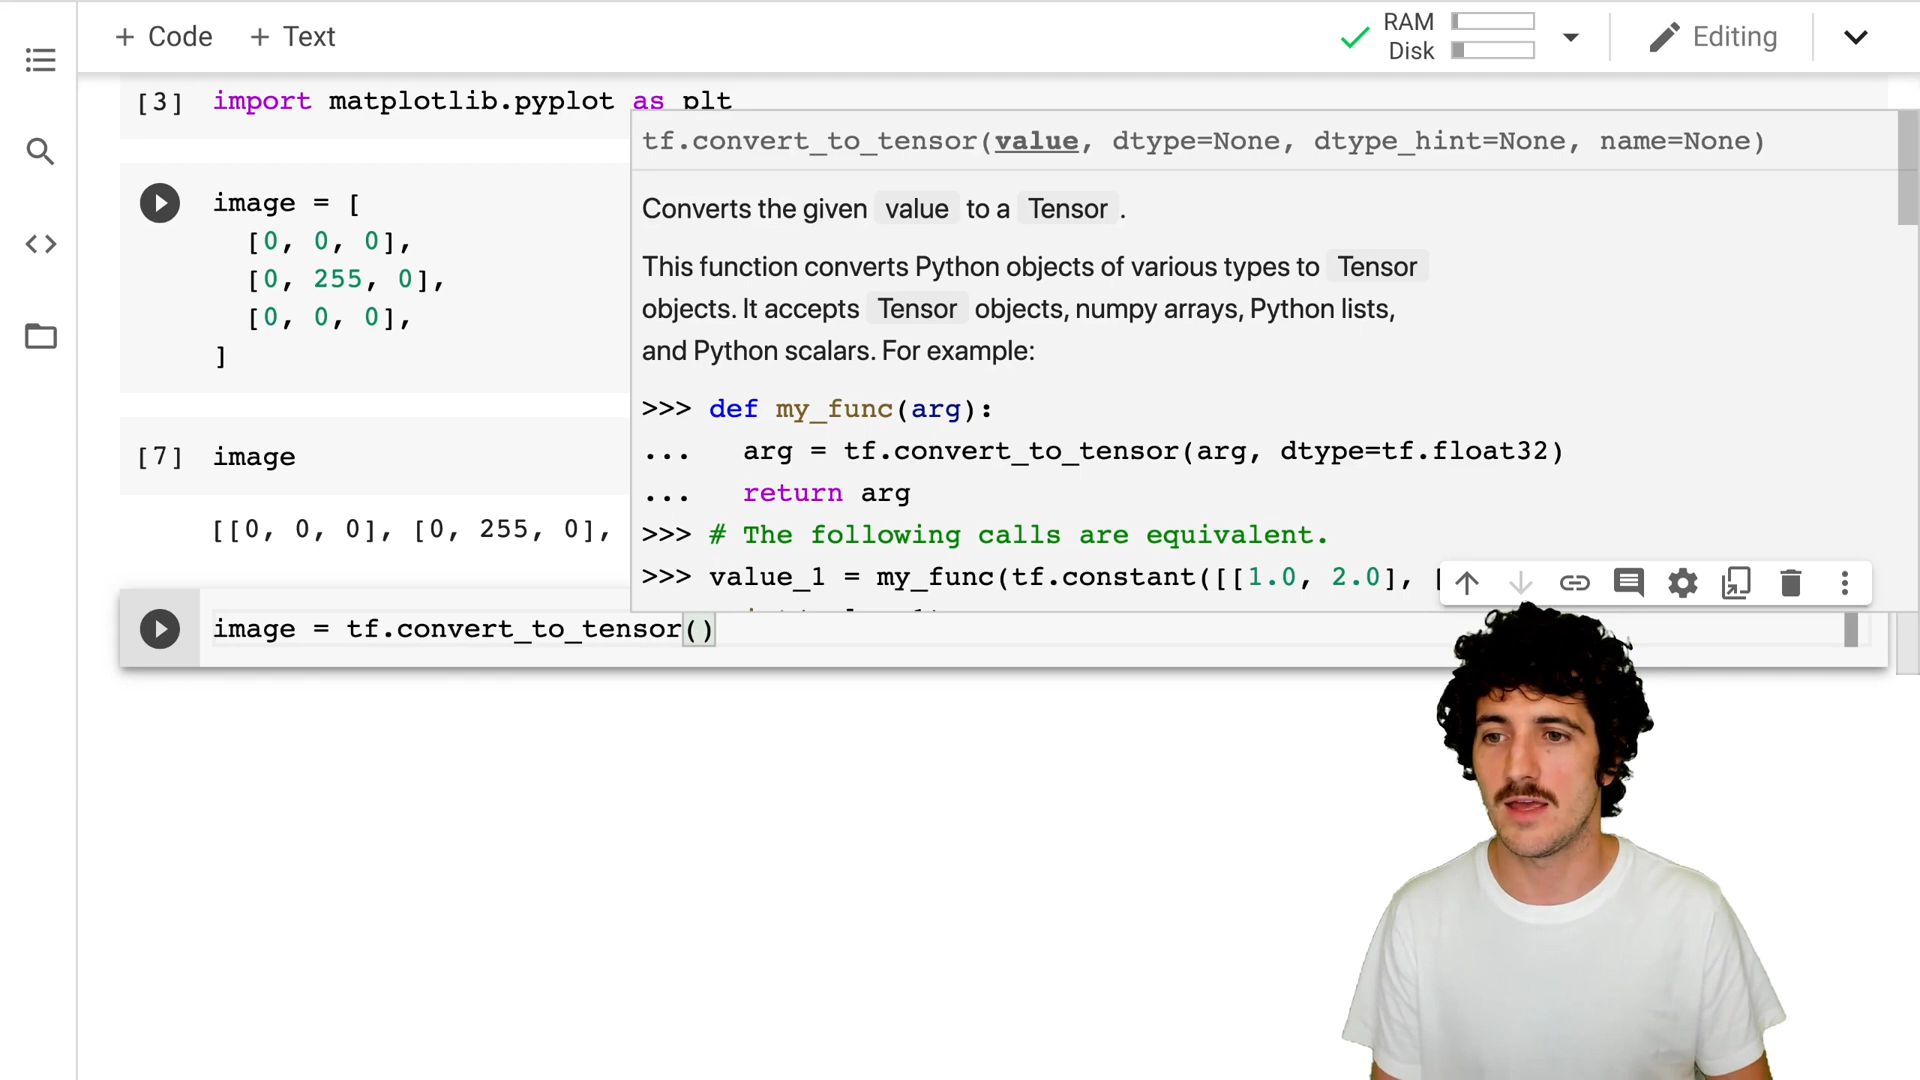 + Code + Text
RAM
Disk
Editing
[3] import matplotlib.pyplot as plt
image = [
[0, 0, 0],
[0, 255, 0],
[0, 0, 0],
]
[7] image
[[0, 0, 0], [0, 255, 0],
tf.convert_to_tensor(value, dtype=None, dtype_hint=None, name=None)
Converts the given value to a Tensor .
This function converts Python objects of various types to Tensor
objects. It accepts Tensor objects, numpy arrays, Python lists,
and Python scalars. For example:
>>> def my_func(arg):
... arg = tf.convert_to_tensor(arg, dtype=tf.float32)
... return arg
>>> # The following calls are equivalent.
>>> value_1 = my_func(tf.constant([[1.0, 2.0], [
image = tf.convert_to_tensor()